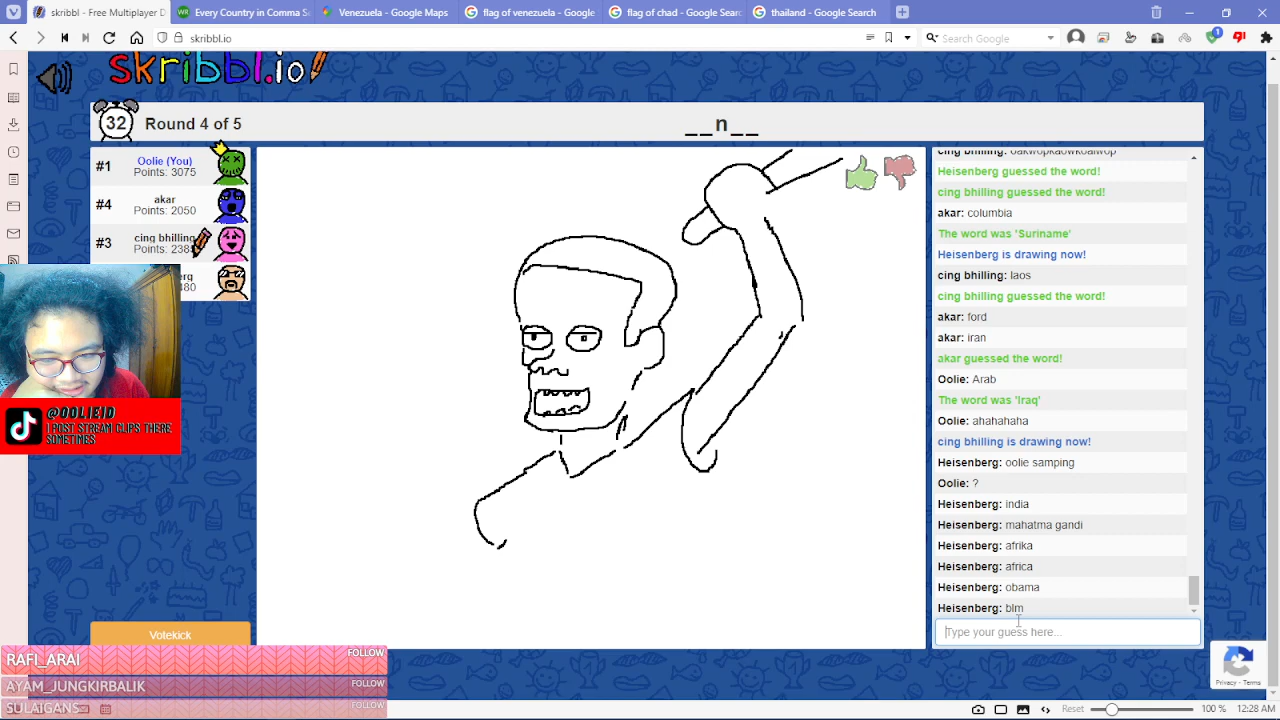 skribbl - Free Multiplayer D
Every Country in Comma S
Venezuela - Google Maps
flag of venezuela - Google
flag of chad - Google Searc
thailand - Google Search
skribbl.io
Search Google
1
skribbl.io
32
Round 4 of 5
__n__
#1
Oolie (You)
Points: 3075
#4
akar
Points: 2050
#3
cing bhilling
@OOLIEID
I POST STREAM CLIPS THERE
SOMETIMES
Votekick
RAFI_ARAI
FOLLOW
AYAM_JUNGKIRBALIK
FOLLOW
SULAIGANS
FOLLOW
Heisenberg guessed the word!
cing bhilling guessed the word!
akar: columbia
The word was 'Suriname'
Heisenberg is drawing now!
cing bhilling: laos
cing bhilling guessed the word!
akar: ford
akar: iran
akar guessed the word!
Oolie: Arab
The word was 'Iraq'
Oolie: ahahahaha
cing bhilling is drawing now!
Heisenberg: oolie samping
Oolie: ?
Heisenberg: india
Heisenberg: mahatma gandi
Heisenberg: afrika
Heisenberg: africa
Heisenberg: obama
Heisenberg: blm
Type your guess here...
Privacy - Terms
Reset
100 %
12:28 AM